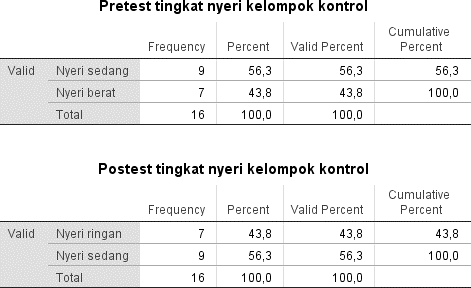 Pretest tingkat nyeri kelompok kontrol
Frequency Percent Valid Percent Cumulative Percent
Valid Nyeri sedang 9 56,3 56,3 56,3
Nyeri berat 7 43,8 43,8 100,0
Total 16 100,0 100,0
Postest tingkat nyeri kelompok kontrol
Frequency Percent Valid Percent Cumulative Percent
Valid Nyeri ringan 7 43,8 43,8 43,8
Nyeri sedang 9 56,3 56,3 100,0
Total 16 100,0 100,0